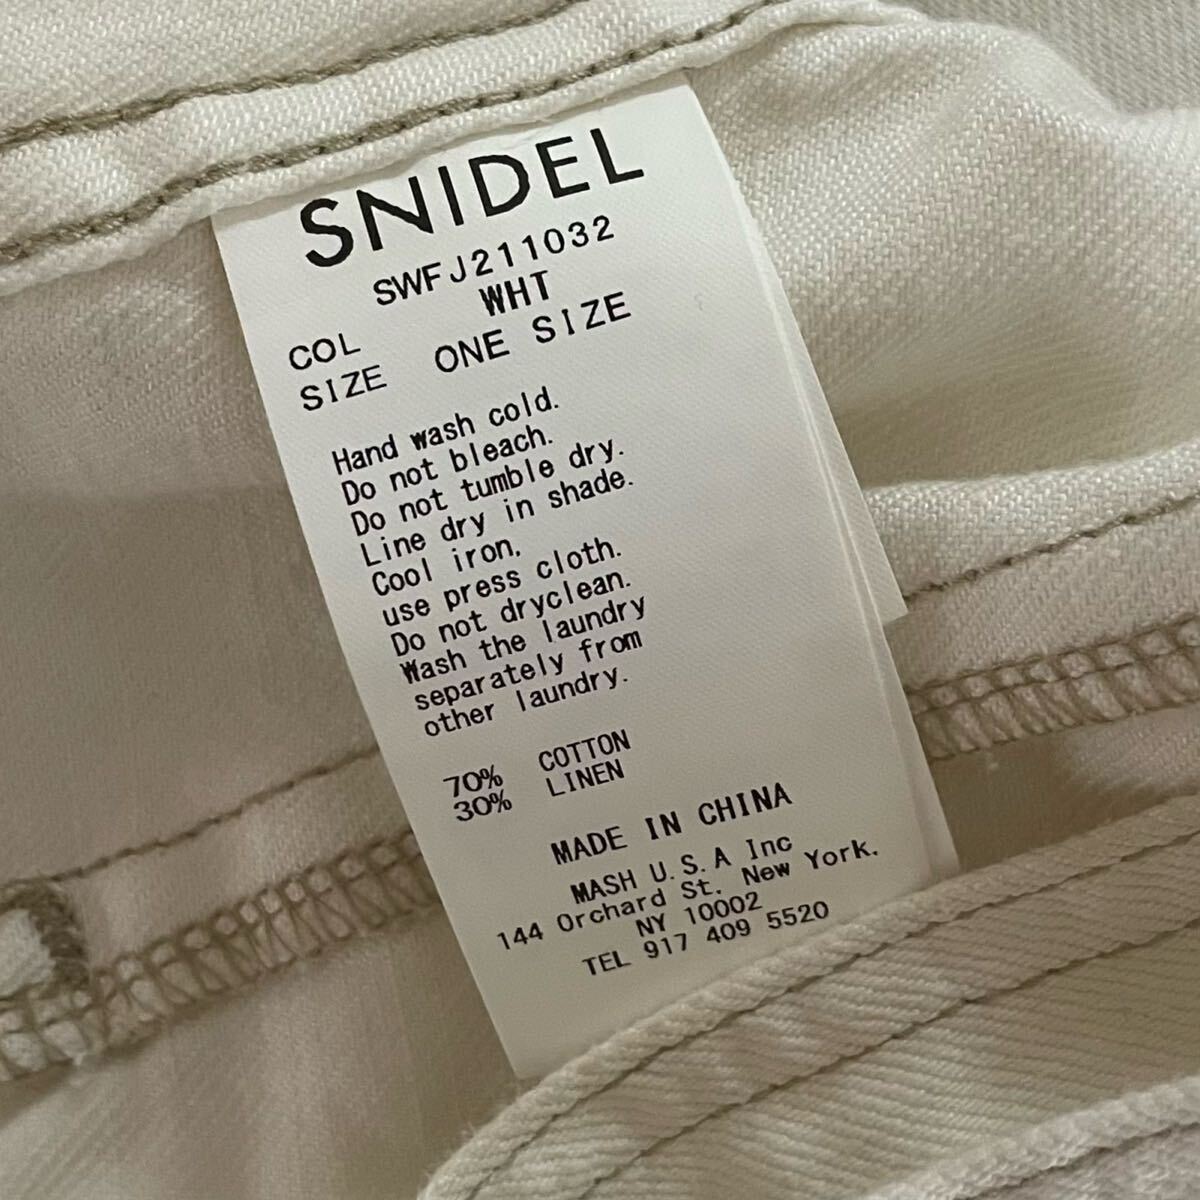 SNIDEL
SWFJ211032
COL WHT
SIZE ONE SIZE
Hand wash cold.
Do not bleach.
Do not tumble dry.
Line dry in shade.
Cool iron.
use press cloth.
Do not dryclean.
Wash the laundry
separately from
other laundry.
70% COTTON
30% LINEN
MADE IN CHINA
MASH U.S.A Inc
144 Orchard St. New York.
NY 10002
TEL 917 409 5520